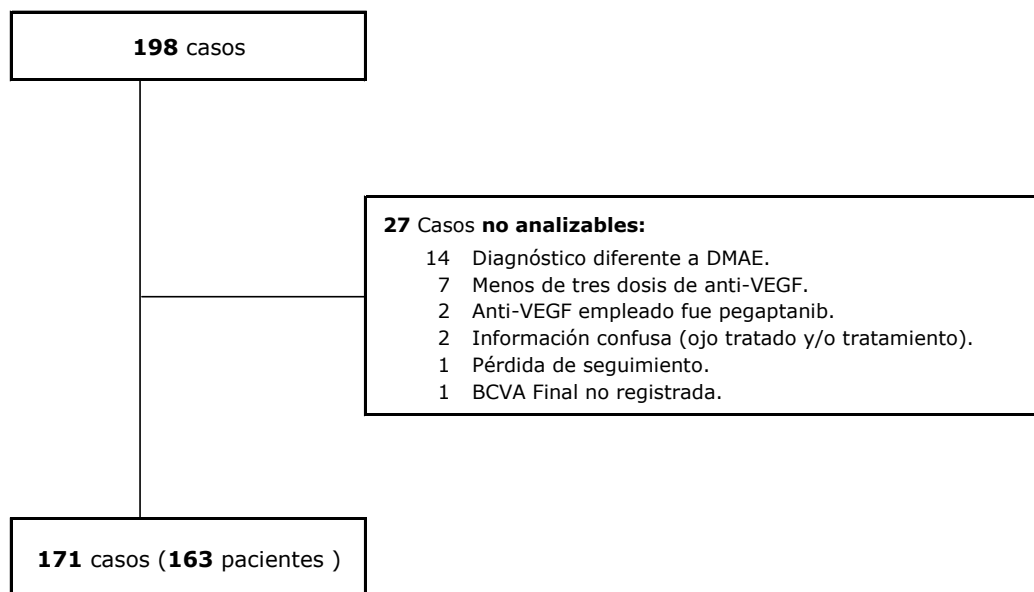 198 casos
27 Casos no analizables:
14 Diagnóstico diferente a DMAE.
7 Menos de tres dosis de anti-VEGF.
2 Anti-VEGF empleado fue pegaptanib.
2 Información confusa (ojo tratado y/o tratamiento).
1 Pérdida de seguimiento.
1 BCVA Final no registrada.
171 casos (163 pacientes )